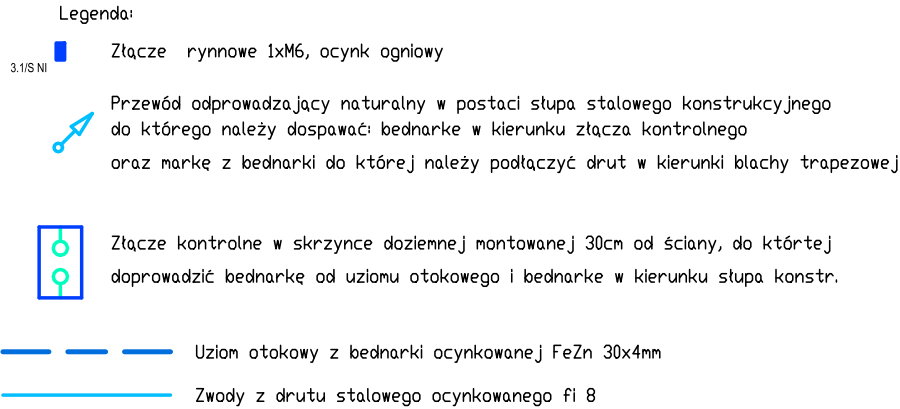 Legenda:
Złącze rynnowe 1xM6, ocynk ogniowy
3.1/S NI
Przewód odprowadzający naturalny w postaci słupa stalowego konstrukcyjnego
do którego należy dospawać: bednarke w kierunku złącza kontrolnego
oraz markę z bednarki do której należy podłączyć drut w kierunki blachy trapezowej
Złącze kontrolne w skrzynce doziemnej montowanej 30cm od ściany, do którtej
doprowadzić bednarkę od uziomu otokowego i bednarke w kierunku słupa konstr.
Uziom otokowy z bednarki ocynkowanej FeZn 30x4mm
Zwody z drutu stalowego ocynkowanego fi 8